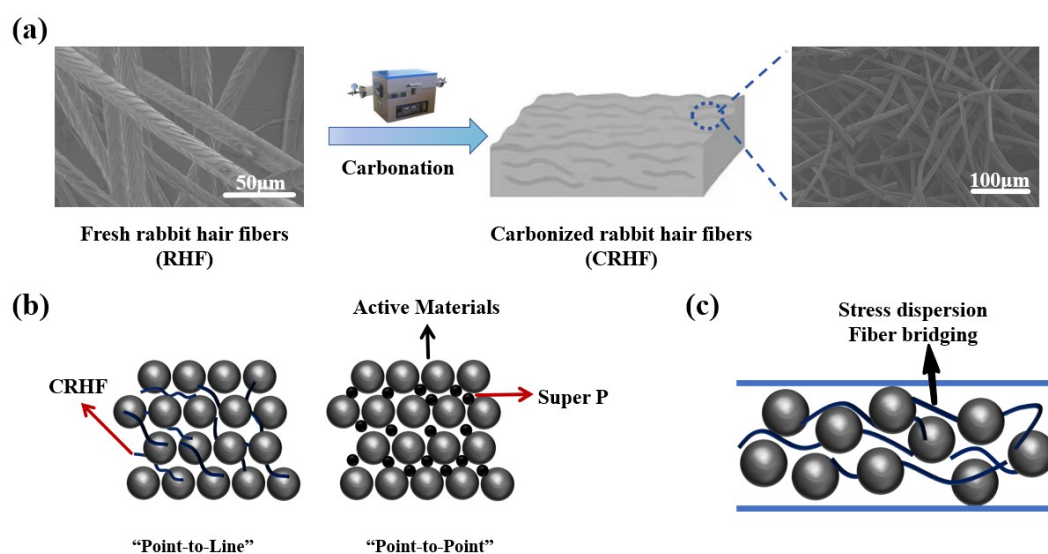 (a)
50μm
Carbonation
100μm
Fresh rabbit hair fibers
(RHF)
Carbonized rabbit hair fibers
(CRHF)
(b)
Active Materials
CRHF
Super P
“Point-to-Line”
“Point-to-Point”
(c)
Stress dispersion
Fiber bridging